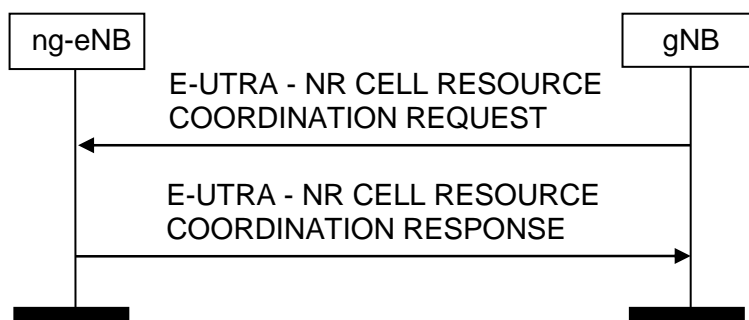 ng-eNB
gNB
E-UTRA - NR CELL RESOURCE
COORDINATION REQUEST
E-UTRA - NR CELL RESOURCE
COORDINATION RESPONSE